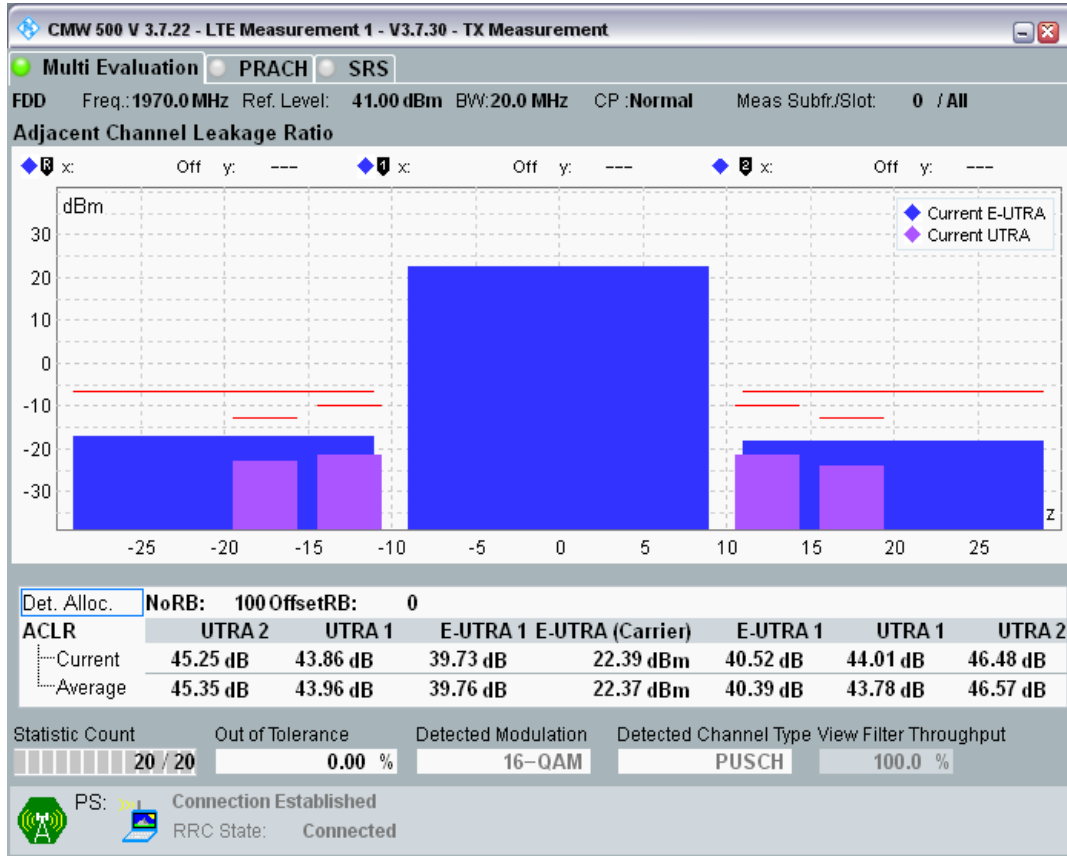 CMW 500 V 3.7.22 - LTE Measurement 1 - V3.7.30 - TX Measurement
Multi Evaluation PRACH SRS
FDD Freq.: 1970.0 MHz Ref. Level: 41.00 dBm BW: 20.0 MHz CP : Normal Meas Subfr./Slot: 0 / All
Adjacent Channel Leakage Ratio
R x: Off y: --- 1 x: Off y: --- 2 x: Off y: ---
dBm
Current E-UTRA
Current UTRA
30
20
10
0
-10
-20
-30
z
-25 -20 -15 -10 -5 0 5 10 15 20 25
Det. Alloc. NoRB: 100 OffsetRB: 0
ACLR UTRA 2 UTRA 1 E-UTRA 1 E-UTRA (Carrier) E-UTRA 1 UTRA 1 UTRA 2
Current 45.25 dB 43.86 dB 39.73 dB 22.39 dBm 40.52 dB 44.01 dB 46.48 dB
Average 45.35 dB 43.96 dB 39.76 dB 22.37 dBm 40.39 dB 43.78 dB 46.57 dB
Statistic Count Out of Tolerance Detected Modulation Detected Channel Type View Filter Throughput
20 / 20 0.00 % 16-QAM PUSCH 100.0 %
PS: Connection Established
RRC State: Connected